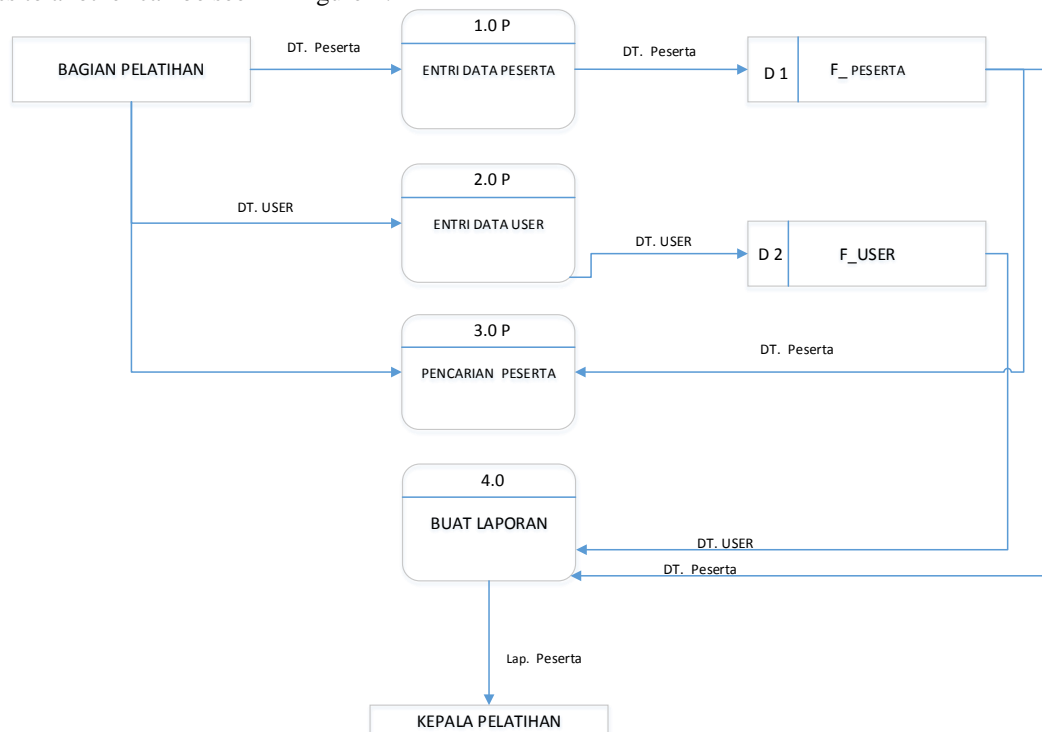 1.0 P
DT. Peserta
DT. Peserta
BAGIAN PELATIHAN
ENTRI DATA PESERTA
D 1
F_ PESERTA
2.0 P
DT. USER
ENTRI DATA USER
DT. USER
D 2
F_USER
3.0 P
DT. Peserta
PENCARIAN PESERTA
4.0
BUAT LAPORAN
DT. USER
DT. Peserta
Lap. Peserta
KEPALA PELATIHAN